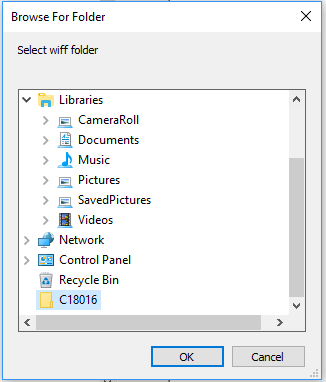 Browse For Folder
Select wiff folder
Libraries
CameraRoll
Documents
Music
Pictures
SavedPictures
Videos
Network
Control Panel
Recycle Bin
C18016
OK
Cancel